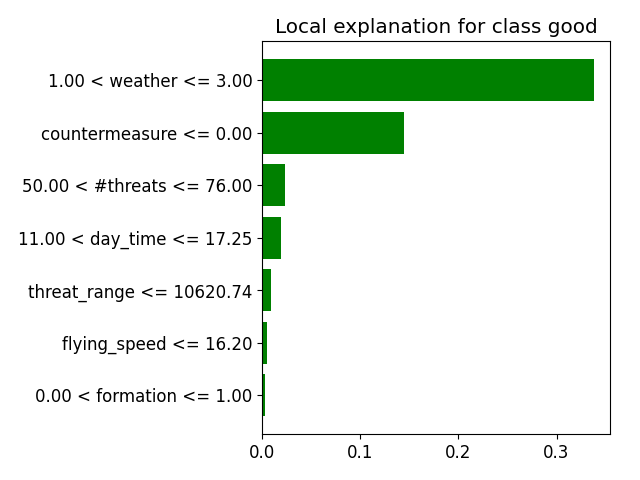 Local explanation for class good
1.00 < weather <= 3.00
countermeasure <= 0.00
50.00 < #threats <= 76.00
11.00 < day_time <= 17.25
threat_range <= 10620.74
flying_speed <= 16.20
0.00 < formation <= 1.00
0.0 0.1 0.2 0.3